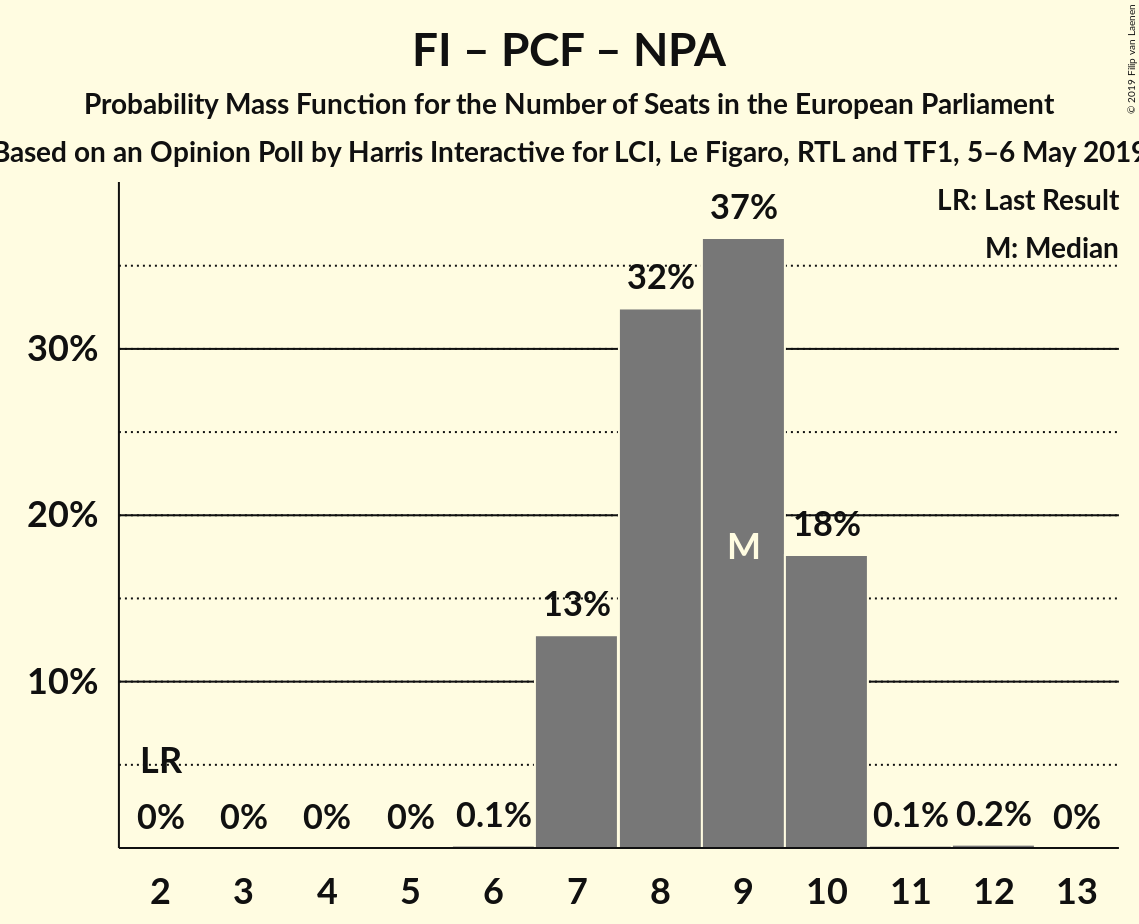 FI – PCF – NPA
Probability Mass Function for the Number of Seats in the European Parliament
Based on an Opinion Poll by Harris Interactive for LCI, Le Figaro, RTL and TF1, 5–6 May 2019
© 2019 Filip van Laenen
LR: Last Result
M: Median
37%
32%
30%
20%
18%
M
13%
10%
LR
0% 0% 0% 0% 0.1% 0.1% 0.2% 0%
2 3 4 5 6 7 8 9 10 11 12 13